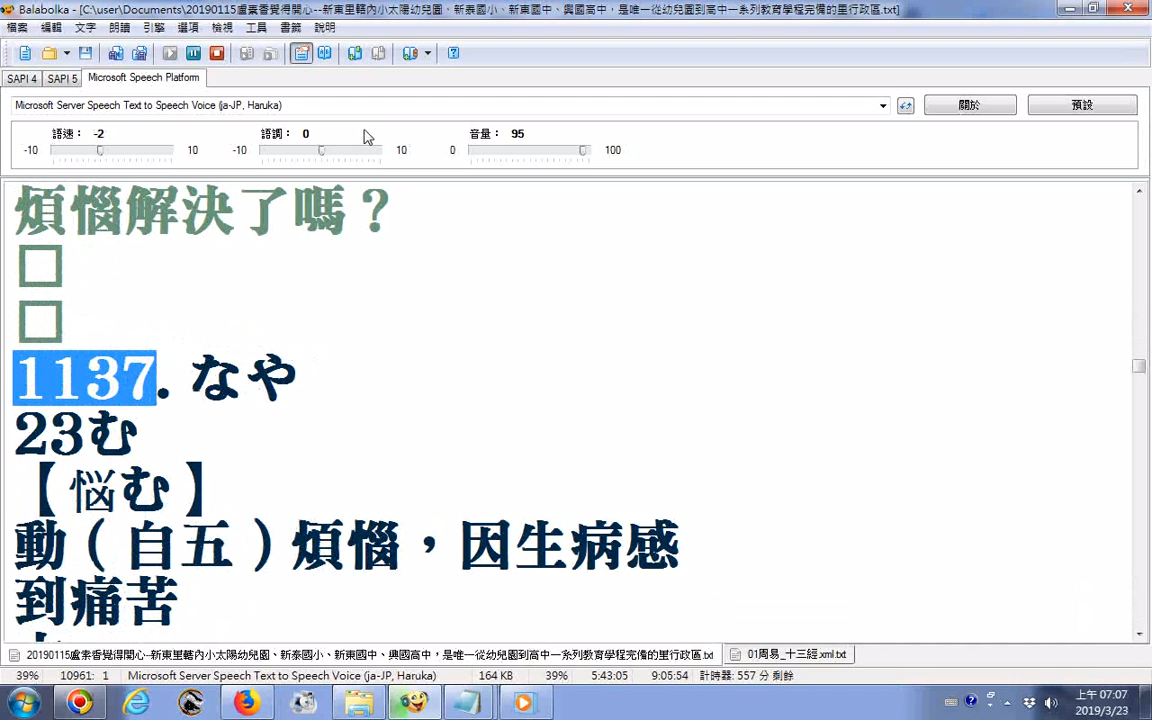 Balabolka - [C:\user\Documents\20190115盧素香覺得開心--新東里轄內小太陽幼兒園、新泰國小、新東國中、興國高中，是唯一從幼兒園到高中一系列教育學程完備的里行政區.txt]
檔案 編輯 文字 朗讀 引擎 選項 檢視 工具 書籤 說明
SAPI 4 SAPI 5 Microsoft Speech Platform
Microsoft Server Speech Text to Speech Voice (ja-JP, Haruka) 關於 預設
語速： -2 語調： 0 音量： 95
-10 10 -10 10 0 100
煩惱解決了嗎？
□
□
1137. なや
23む
【悩む】
動（自五）煩惱，因生病感
到痛苦
20190115盧素香覺得開心--新東里轄內小太陽幼兒園、新泰國小、新東國中、興國高中，是唯一從幼兒園到高中一系列教育學程完備的里行政區.txt 01周易_十三經.xml.txt
39% 10961: 1 Microsoft Server Speech Text to Speech Voice (ja-JP, Haruka) 164 KB 39% 5:43:05 9:05:54 計時器: 557 分 剩餘
上午 07:07
2019/3/23